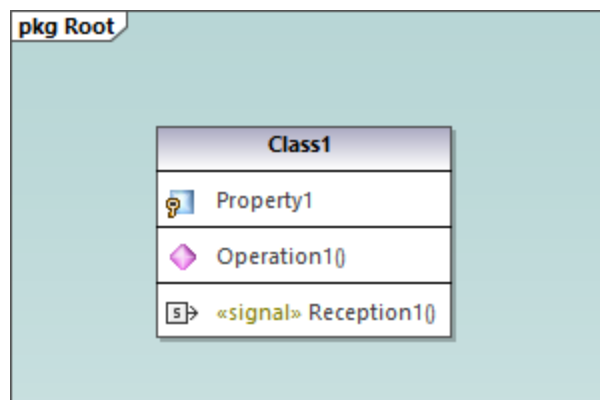 pkg Root
Class1
Property1
Operation1()
s «signal» Reception1()